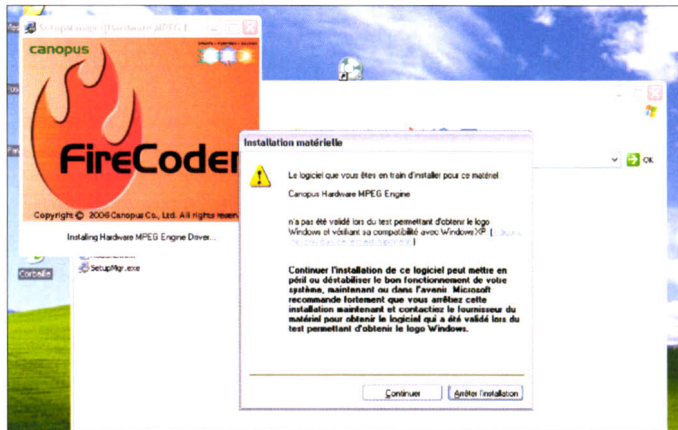 SetupManager [Hardware MPEG E
canopus
FireCoder
Copyright © 2006 Canopus Co., Ltd. All rights reser
Installing Hardware MPEG Engine Driver...
SetupMgr.exe
Corbeille
OK
Installation matérielle
Le logiciel que vous êtes en train d'installer pour ce matériel
Canopus Hardware MPEG Engine
n'a pas été validé lors du test permettant d'obtenir le logo
Windows et vérifiant sa compatibilité avec Windows XP.
Continuer l'installation de ce logiciel peut mettre en
péril ou déstabiliser le bon fonctionnement de votre
système, maintenant ou dans l'avenir. Microsoft
recommande fortement que vous arrêtiez cette
installation maintenant et contactiez le fournisseur du
matériel pour obtenir le logiciel qui a été validé lors du
test permettant d'obtenir le logo Windows.
Continuer
Arrêter l'installation